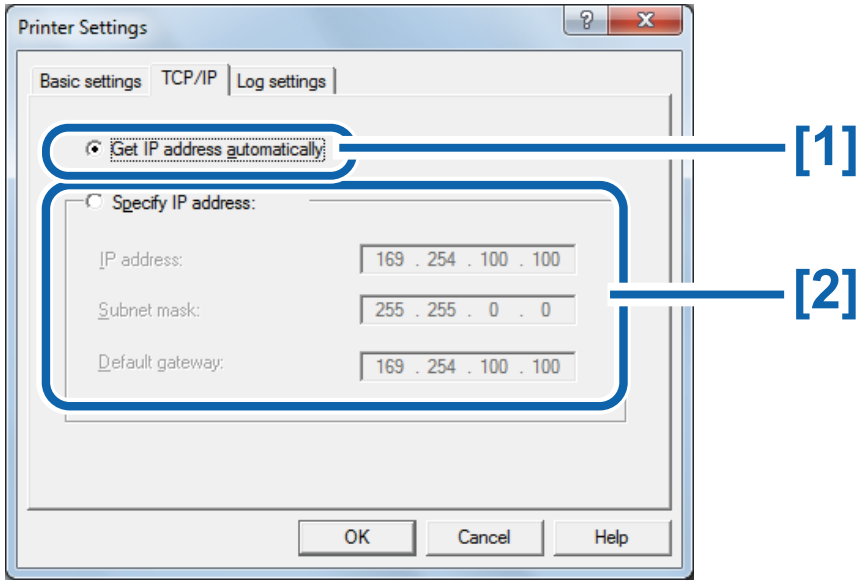 Printer Settings
Basic settings TCP/IP Log settings
Get IP address automatically [1]
Specify IP address:
IP address: 169 . 254 . 100 . 100
[2]
Subnet mask: 255 . 255 . 0 . 0
Default gateway: 169 . 254 . 100 . 100
OK Cancel Help